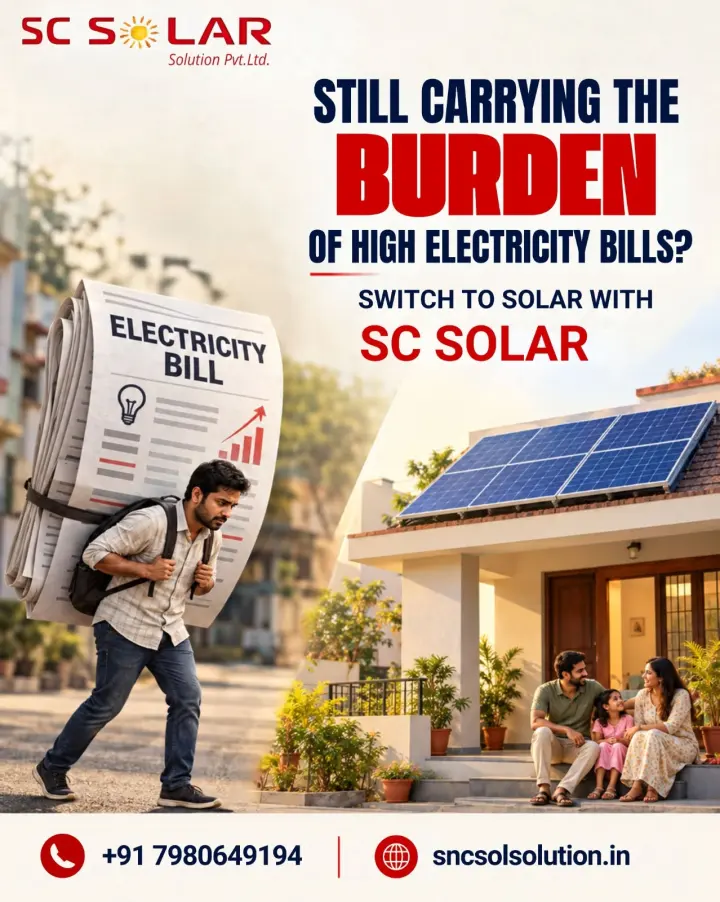 SC SOLAR
Solution Pvt.Ltd.
STILL CARRYING THE
BURDEN
OF HIGH ELECTRICITY BILLS?
SWITCH TO SOLAR WITH
SC SOLAR
ELECTRICITY
BILL
+91 7980649194
sncsolsolution.in